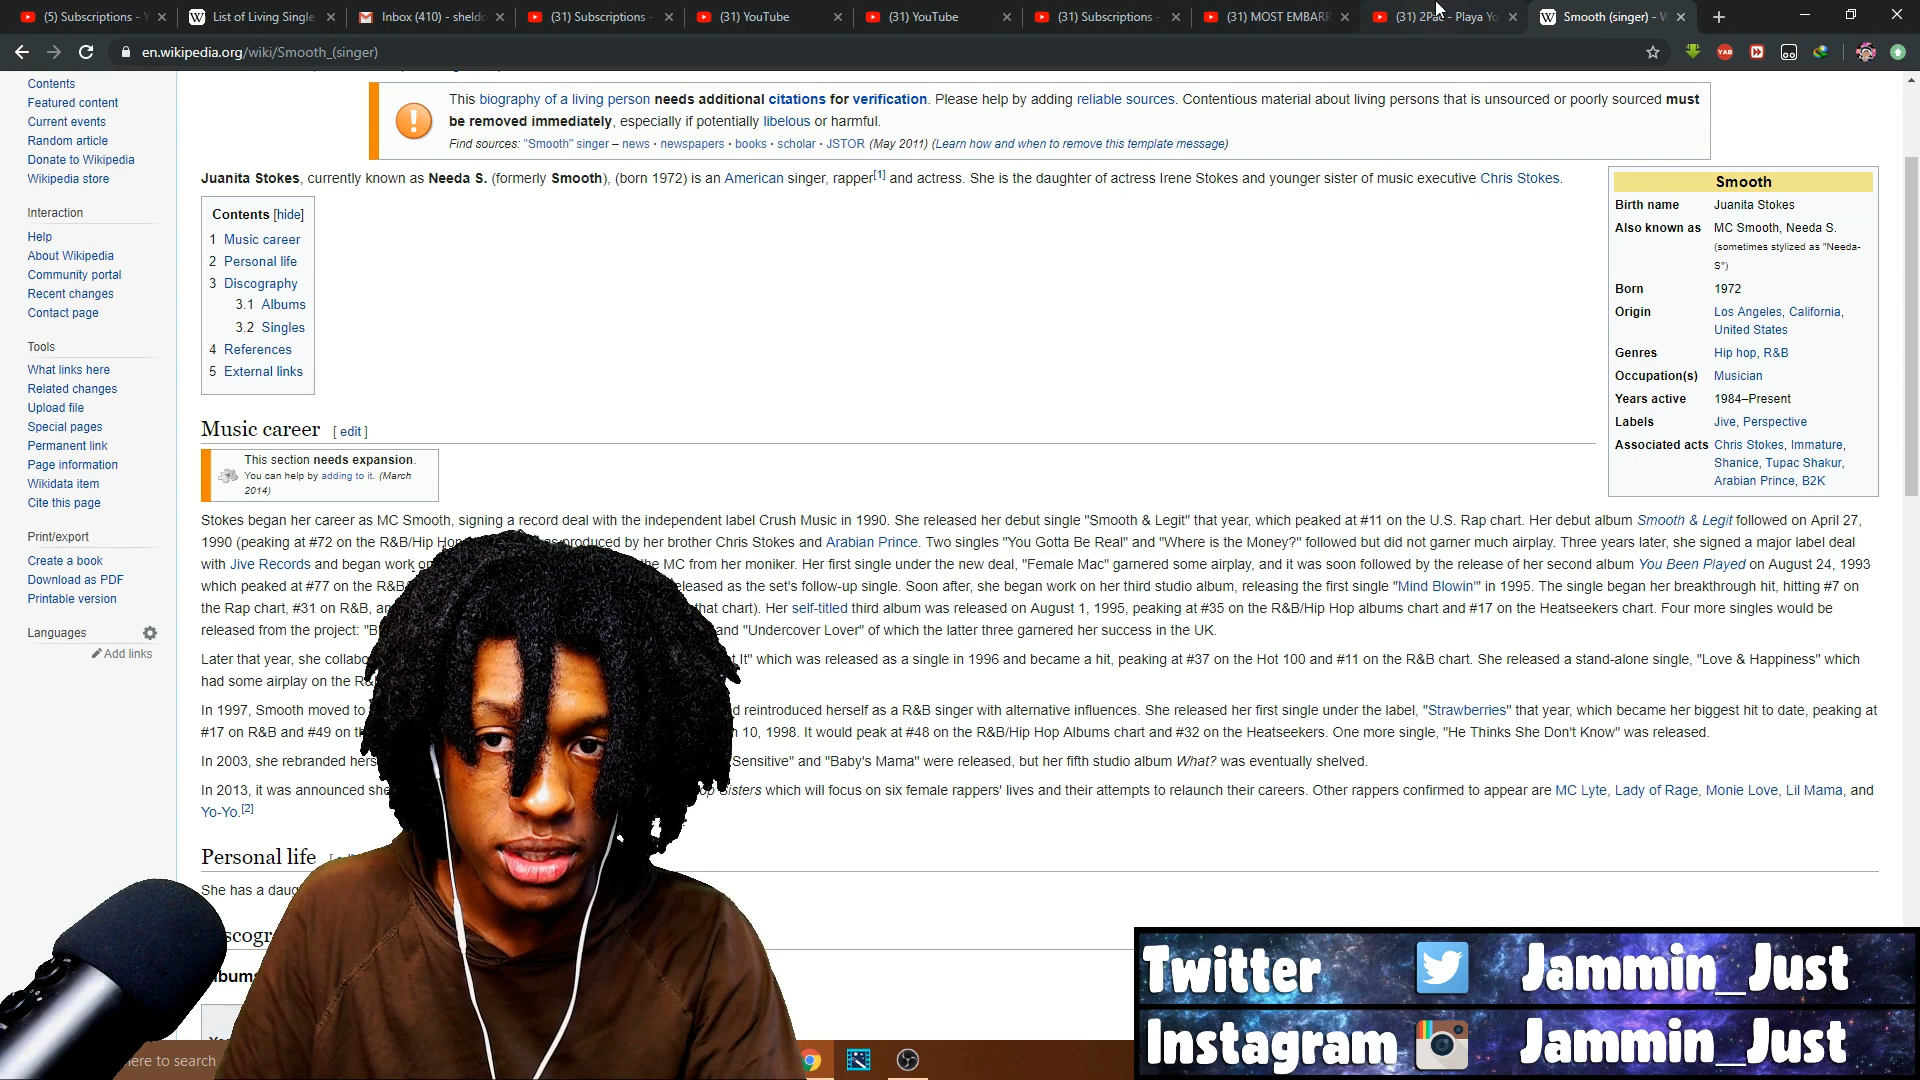 (5) Subscriptions - Y
List of Living Single
Inbox (410) - sheldo
(31) Subscriptions -
(31) YouTube
(31) YouTube
(31) Subscriptions -
(31) MOST EMBARR
(31) 2Pac - Playa Yo
Smooth (singer) - W
en.wikipedia.org/wiki/Smooth_(singer)
Contents
Featured content
Current events
Random article
Donate to Wikipedia
Wikipedia store
Interaction
Help
About Wikipedia
Community portal
Recent changes
Contact page
Tools
What links here
Related changes
Upload file
Special pages
Permanent link
Page information
Wikidata item
Cite this page
Print/export
Create a book
Download as PDF
Printable version
Languages
Add links
This biography of a living person needs additional citations for verification. Please help by adding reliable sources. Contentious material about living persons that is unsourced or poorly sourced must
be removed immediately, especially if potentially libelous or harmful.
Find sources: "Smooth" singer – news · newspapers · books · scholar · JSTOR (May 2011) (Learn how and when to remove this template message)
Juanita Stokes, currently known as Needa S. (formerly Smooth), (born 1972) is an American singer, rapper[1] and actress. She is the daughter of actress Irene Stokes and younger sister of music executive Chris Stokes.
Contents [hide]
1 Music career
2 Personal life
3 Discography
3.1 Albums
3.2 Singles
4 References
5 External links
Smooth
Birth name Juanita Stokes
Also known as MC Smooth, Needa S.
(sometimes stylized as "Needa-
S")
Born 1972
Origin Los Angeles, California,
United States
Genres Hip hop, R&B
Occupation(s) Musician
Years active 1984–Present
Labels Jive, Perspective
Associated acts Chris Stokes, Immature,
Shanice, Tupac Shakur,
Arabian Prince, B2K
Music career [ edit ]
This section needs expansion.
You can help by adding to it. (March
2014)
Stokes began her career as MC Smooth, signing a record deal with the independent label Crush Music in 1990. She released her debut single "Smooth & Legit" that year, which peaked at #11 on the U.S. Rap chart. Her debut album Smooth & Legit followed on April 27,
1990 (peaking at #72 on the R&B/Hip Hop produced by her brother Chris Stokes and Arabian Prince. Two singles "You Gotta Be Real" and "Where is the Money?" followed but did not garner much airplay. Three years later, she signed a major label deal
with Jive Records and began work on the MC from her moniker. Her first single under the new deal, "Female Mac" garnered some airplay, and it was soon followed by the release of her second album You Been Played on August 24, 1993
which peaked at #77 on the R&B eleased as the set's follow-up single. Soon after, she began work on her third studio album, releasing the first single "Mind Blowin'" in 1995. The single began her breakthrough hit, hitting #7 on
the Rap chart, #31 on R&B, an that chart). Her self-titled third album was released on August 1, 1995, peaking at #35 on the R&B/Hip Hop albums chart and #17 on the Heatseekers chart. Four more singles would be
released from the project: "B and "Undercover Lover" of which the latter three garnered her success in the UK.
Later that year, she collabo t It" which was released as a single in 1996 and became a hit, peaking at #37 on the Hot 100 and #11 on the R&B chart. She released a stand-alone single, "Love & Happiness" which
had some airplay on the R&
In 1997, Smooth moved to d reintroduced herself as a R&B singer with alternative influences. She released her first single under the label, "Strawberries" that year, which became her biggest hit to date, peaking at
#17 on R&B and #49 on th h 10, 1998. It would peak at #48 on the R&B/Hip Hop Albums chart and #32 on the Heatseekers. One more single, "He Thinks She Don't Know" was released.
In 2003, she rebranded hers Sensitive" and "Baby's Mama" were released, but her fifth studio album What? was eventually shelved.
In 2013, it was announced she op Sisters which will focus on six female rappers' lives and their attempts to relaunch their careers. Other rappers confirmed to appear are MC Lyte, Lady of Rage, Monie Love, Lil Mama, and
Yo-Yo.[2]
Personal life
She has a daug
scogr
lbums
here to search
Twitter Jammin_Just
Instagram Jammin_Just